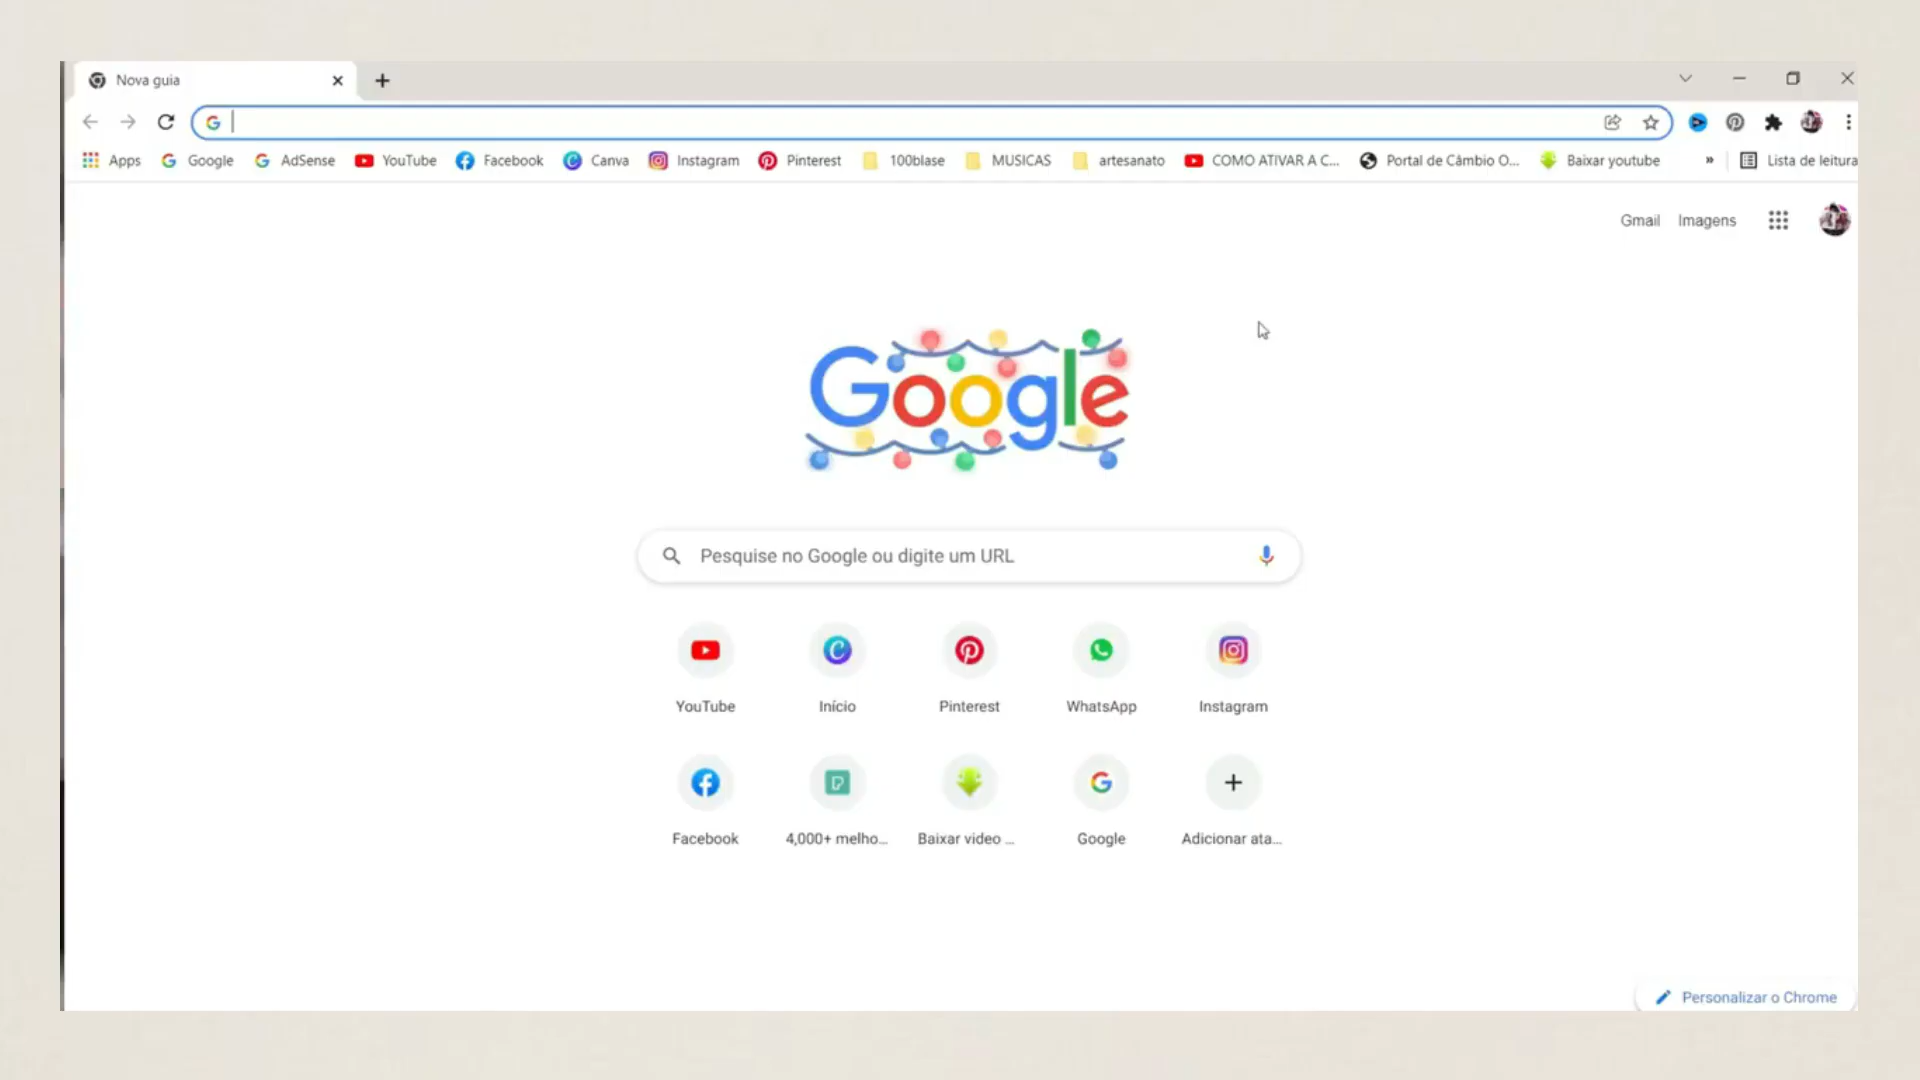 Nova guia
Apps Google AdSense YouTube Facebook Canva Instagram Pinterest 100blase MUSICAS artesanato COMO ATIVAR A C... Portal de Câmbio O... Baixar youtube » Lista de leitura
Gmail Imagens
Google
Pesquise no Google ou digite um URL
YouTube Início Pinterest WhatsApp Instagram
Facebook 4,000+ melho... Baixar video ... Google Adicionar ata...
Personalizar o Chrome